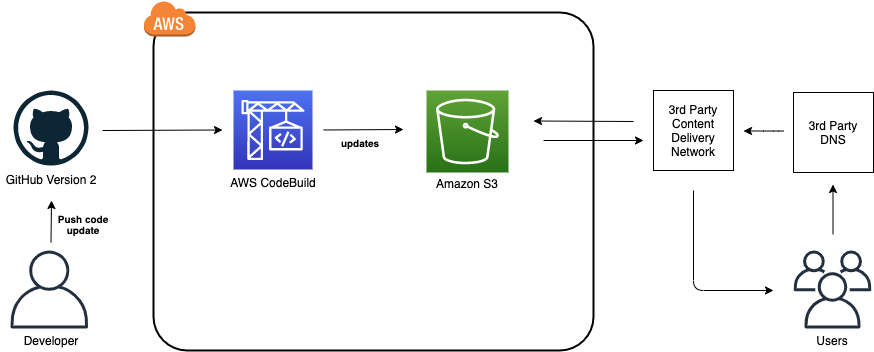 AWS
3rd Party
Content
Delivery
Network
3rd Party
DNS
updates
GitHub Version 2
AWS CodeBuild
Amazon S3
Push code
update
Developer
Users